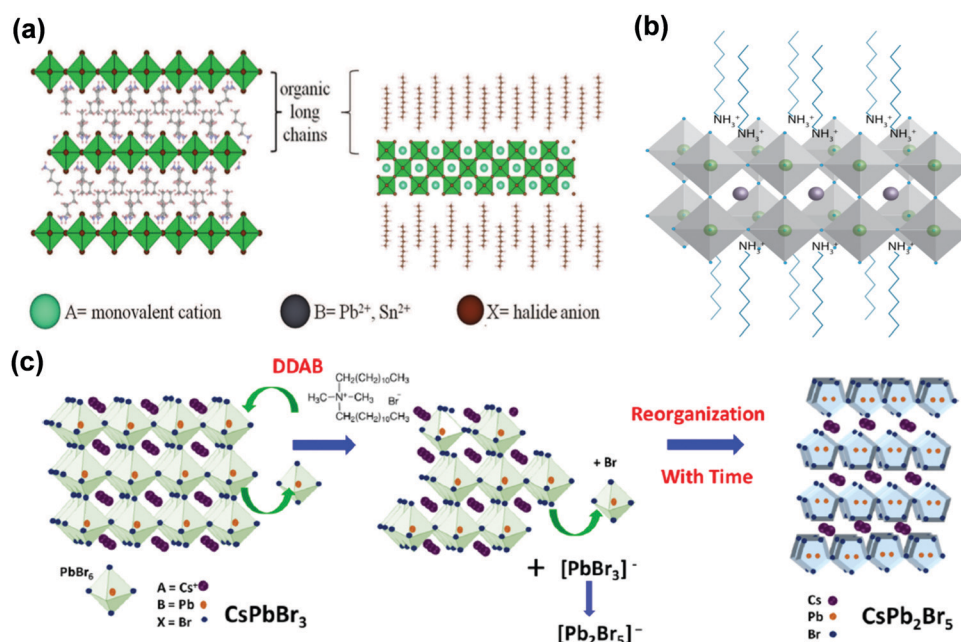 (a)
organic
long
chains
A= monovalent cation
B= Pb²⁺, Sn²⁺
X= halide anion
(b)
NH₃⁺ NH₃⁺ NH₃⁺
NH₃⁺ NH₃⁺ NH₃⁺
NH₃⁺ NH₃⁺ NH₃⁺
(c)
DDAB
CH₂(CH₂)₁₀CH₃
H₃C—N⁺—CH₃
Br⁻
CH₂(CH₂)₁₀CH₃
+ Br
Reorganization
With Time
PbBr₆
A = Cs⁺
B = Pb
X = Br
CsPbBr₃
+ [PbBr₃]⁻
[Pb₂Br₅]⁻
Cs
Pb
Br
CsPb₂Br₅